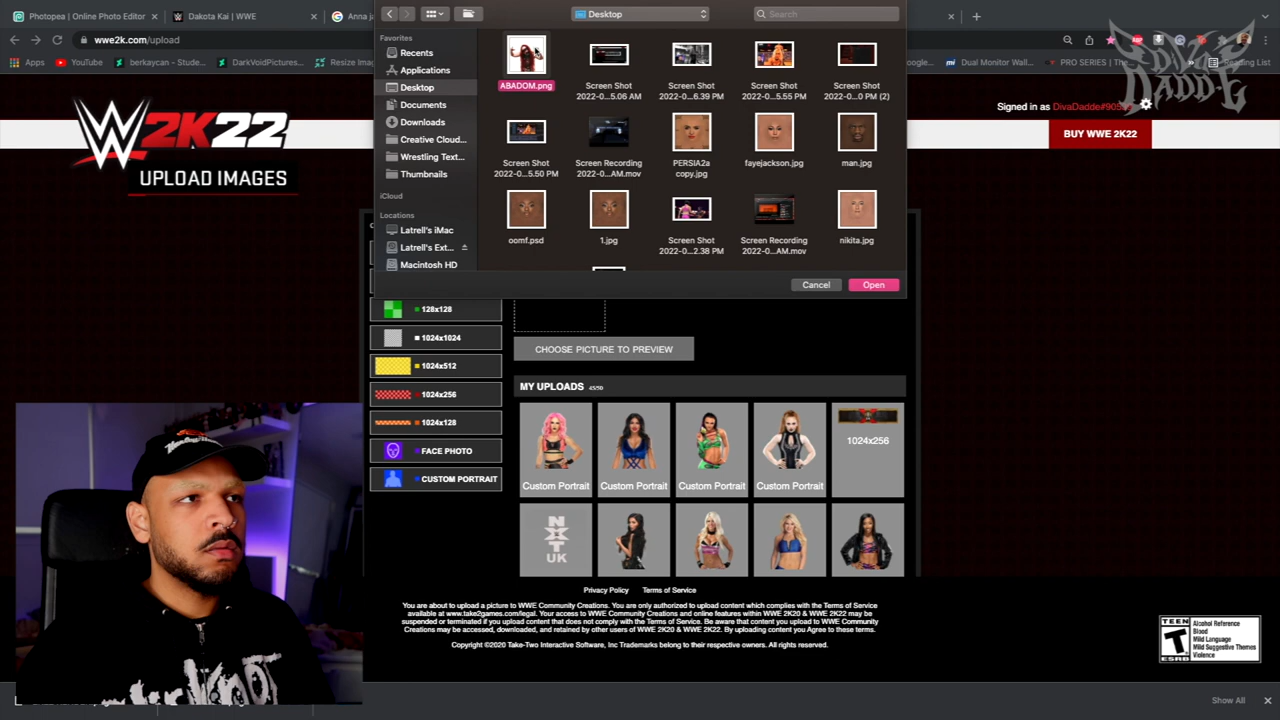 Photopea | Online Photo Editor
Dakota Kai | WWE
Anna ja
Desktop
Search
wwe2k.com/upload
Apps
YouTube
berkaycan - Stude...
DarkVoidPictures...
Resize Ima
Google...
Dual Monitor Wall...
PRO SERIES | The...
Reading List
DIVA
DADDE
Favorites
Recents
Applications
Desktop
Documents
Downloads
Creative Cloud...
Wrestling Text...
Thumbnails
iCloud
Locations
Latrell's iMac
Latrell's Ext...
Macintosh HD
ABADOM.png
Screen Shot
2022-0...5.06 AM
Screen Shot
2022-0...6.39 PM
Screen Shot
2022-0...5.55 PM
Screen Shot
2022-0...0 PM (2)
Screen Shot
2022-0...5.50 PM
Screen Recording
2022-0...AM.mov
PERSIA2a
copy.jpg
fayejackson.jpg
man.jpg
oomf.psd
1.jpg
Screen Shot
2022-0...2.38 PM
Screen Recording
2022-0...AM.mov
nikita.jpg
Cancel
Open
W 2K22
UPLOAD IMAGES
Signed in as
BUY WWE 2K22
128x128
1024x1024
1024x512
1024x256
1024x128
FACE PHOTO
CUSTOM PORTRAIT
CHOOSE PICTURE TO PREVIEW
MY UPLOADS 45/50
Custom Portrait
Custom Portrait
Custom Portrait
Custom Portrait
1024x256
NXT
UK
Privacy Policy
Terms of Service
You are about to upload a picture to WWE Community Creations. You are only authorized to upload content which complies with the Terms of Service
available at www.take2games.com/legal. Your access to WWE Community Creations and online features within WWE 2K20 & WWE 2K22 may be
suspended or terminated if you upload content that does not comply with the Terms of Service. Be aware that content you upload to WWE Community
Creations may be accessed, downloaded, and retained by other users of WWE 2K20 & WWE 2K22. By uploading content you Agree to these terms.
Copyright ©2020 Take-Two Interactive Software, Inc Trademarks belong to their respective owners. All rights reserved.
TEEN
T
ESRB
Alcohol Reference
Blood
Mild Language
Mild Suggestive Themes
Violence
Show All